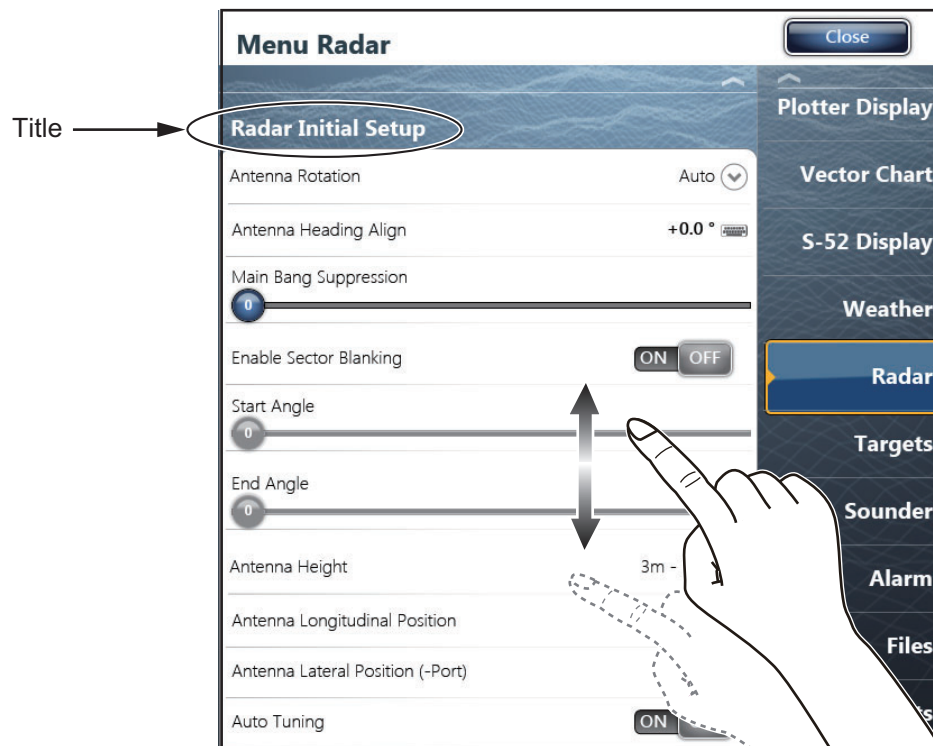 Menu Radar
Close
Title
Radar Initial Setup
Antenna Rotation Auto
Antenna Heading Align +0.0 °
Main Bang Suppression
0
Enable Sector Blanking ON OFF
Start Angle
0
End Angle
0
Antenna Height 3m -
Antenna Longitudinal Position
Antenna Lateral Position (-Port)
Auto Tuning ON
Plotter Display
Vector Chart
S-52 Display
Weather
Radar
Targets
Sounder
Alarm
Files